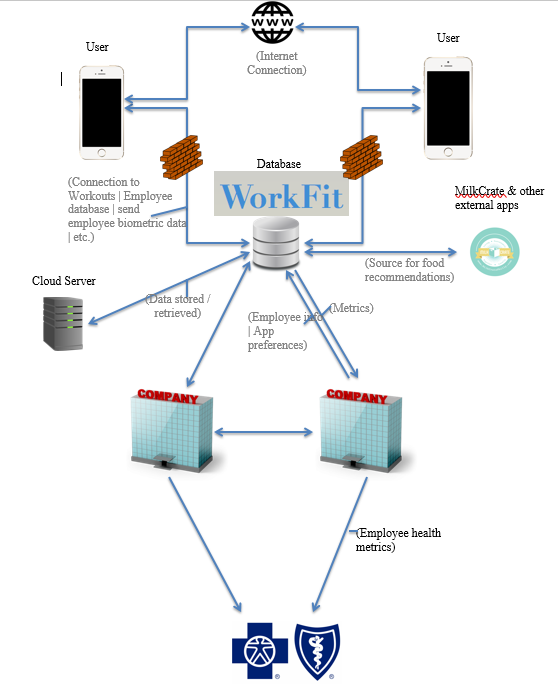 WWW
User
User
(Internet
Connection)
Database
WorkFit
(Connection to
Workouts | Employee
database | send
employee biometric data
| etc.)
MilkCrate & other
external apps
(Source for food
recommendations)
Cloud Server
(Data stored /
retrieved)
(Employee info
| App
preferences)
(Metrics)
COMPANY
COMPANY
(Employee health
metrics)
®
®